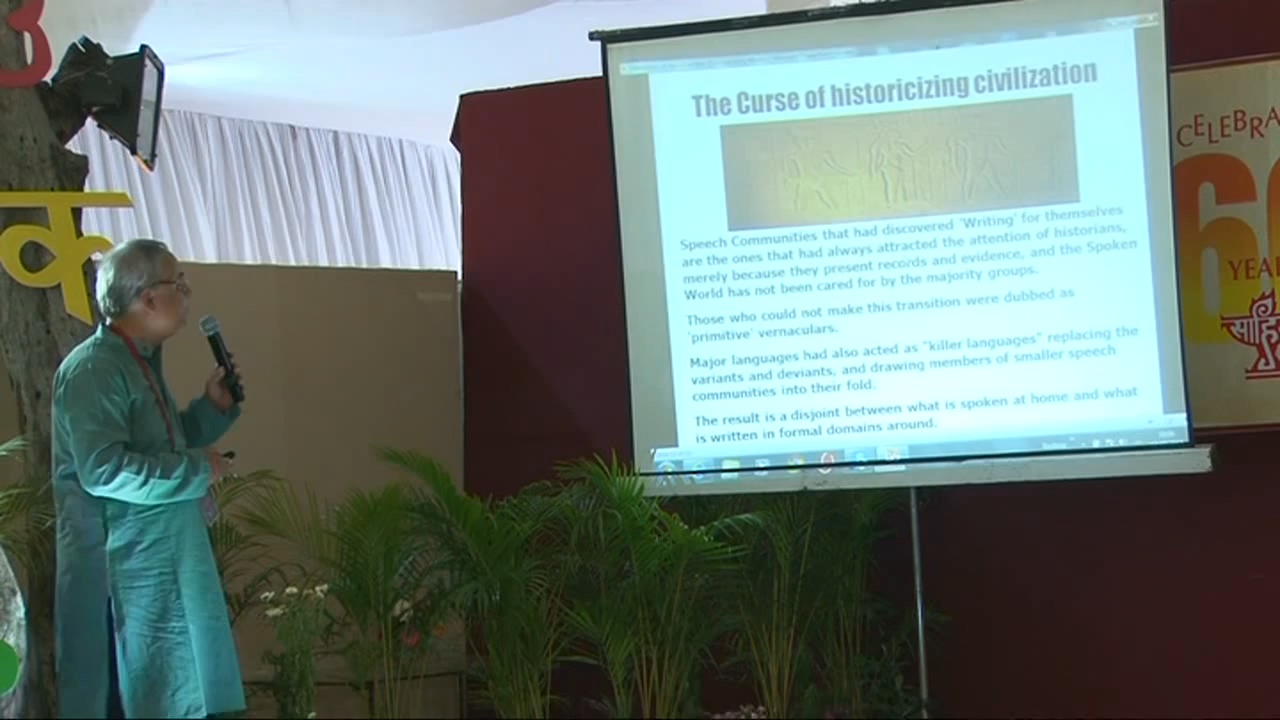 3
क
The Curse of historicizing civilization
Speech Communities that had discovered 'Writing' for themselves
are the ones that had always attracted the attention of historians,
merely because they present records and evidence, and the Spoken
World has not been cared for by the majority groups.
Those who could not make this transition were dubbed as
'primitive' vernaculars.
Major languages had also acted as "killer languages" replacing the
variants and deviants, and drawing members of smaller speech
communities into their fold.
The result is a disjoint between what is spoken at home and what
is written in formal domains around.
CELEBRA
60
YEA
साहि